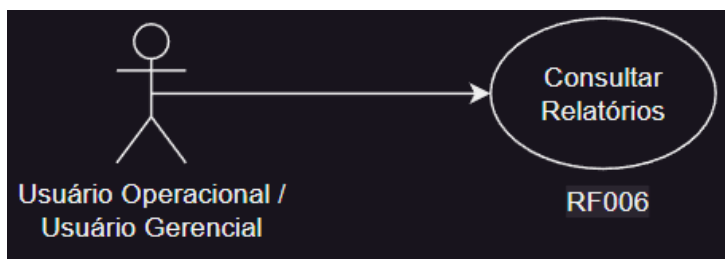 Consultar
Relatórios
Usuário Operacional /
Usuário Gerencial
RF006